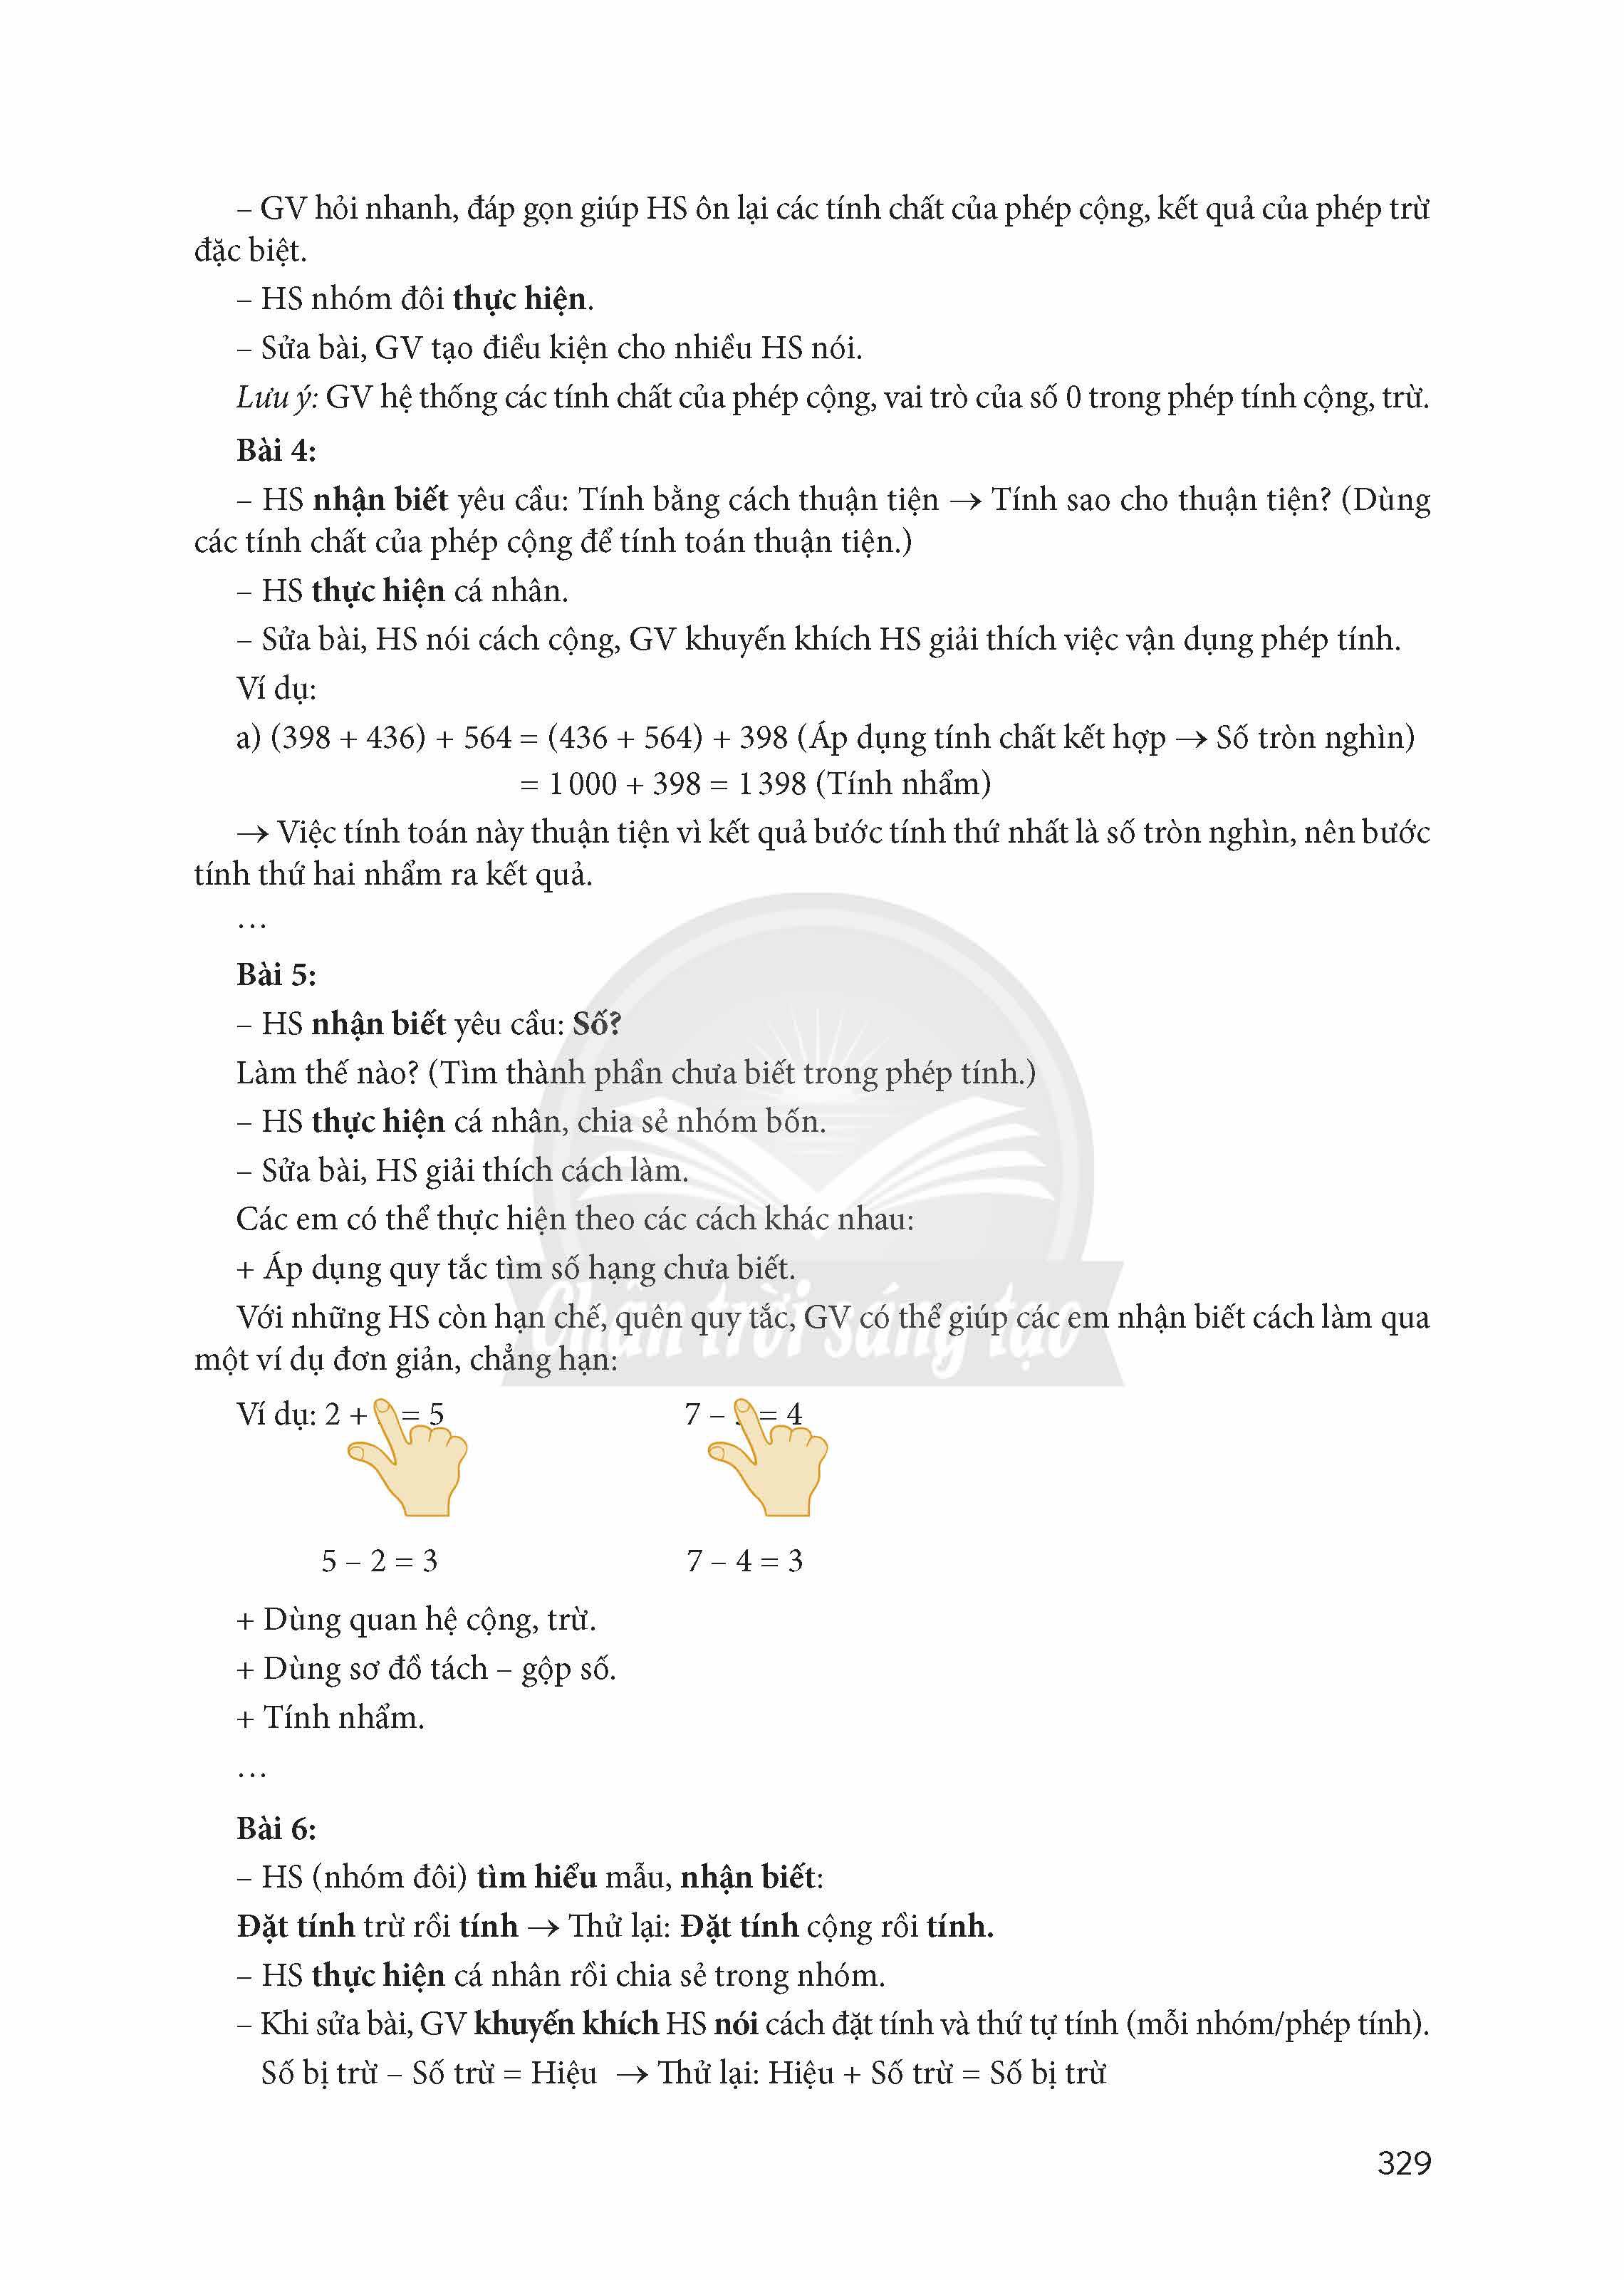 – GV hỏi nhanh, đáp gọn giúp HS ôn lại các tính chất của phép cộng, kết quả của phép trừ
đặc biệt.
– HS nhóm đôi thực hiện.
– Sửa bài, GV tạo điều kiện cho nhiều HS nói.
Lưu ý: GV hệ thống các tính chất của phép cộng, vai trò của số 0 trong phép tính cộng, trừ.
Bài 4:
– HS nhận biết yêu cầu: Tính bằng cách thuận tiện → Tính sao cho thuận tiện? (Dùng
các tính chất của phép cộng để tính toán thuận tiện.)
– HS thực hiện cá nhân.
– Sửa bài, HS nói cách cộng, GV khuyến khích HS giải thích việc vận dụng phép tính.
Ví dụ:
a) (398 + 436) + 564 = (436 + 564) + 398 (Áp dụng tính chất kết hợp → Số tròn nghìn)
= 1 000 + 398 = 1 398 (Tính nhẩm)
→ Việc tính toán này thuận tiện vì kết quả bước tính thứ nhất là số tròn nghìn, nên bước
tính thứ hai nhẩm ra kết quả.
…
Bài 5:
– HS nhận biết yêu cầu: Số?
Làm thế nào? (Tìm thành phần chưa biết trong phép tính.)
– HS thực hiện cá nhân, chia sẻ nhóm bốn.
– Sửa bài, HS giải thích cách làm.
Các em có thể thực hiện theo các cách khác nhau:
+ Áp dụng quy tắc tìm số hạng chưa biết.
Chân trời sáng tạo
Với những HS còn hạn chế, quên quy tắc, GV có thể giúp các em nhận biết cách làm qua
một ví dụ đơn giản, chẳng hạn:
Ví dụ: 2 + = 5 7 – = 4
5 – 2 = 3 7 – 4 = 3
+ Dùng quan hệ cộng, trừ.
+ Dùng sơ đồ tách – gộp số.
+ Tính nhẩm.
…
Bài 6:
– HS (nhóm đôi) tìm hiểu mẫu, nhận biết:
Đặt tính trừ rồi tính → Thử lại: Đặt tính cộng rồi tính.
– HS thực hiện cá nhân rồi chia sẻ trong nhóm.
– Khi sửa bài, GV khuyến khích HS nói cách đặt tính và thứ tự tính (mỗi nhóm/phép tính).
Số bị trừ – Số trừ = Hiệu → Thử lại: Hiệu + Số trừ = Số bị trừ
329